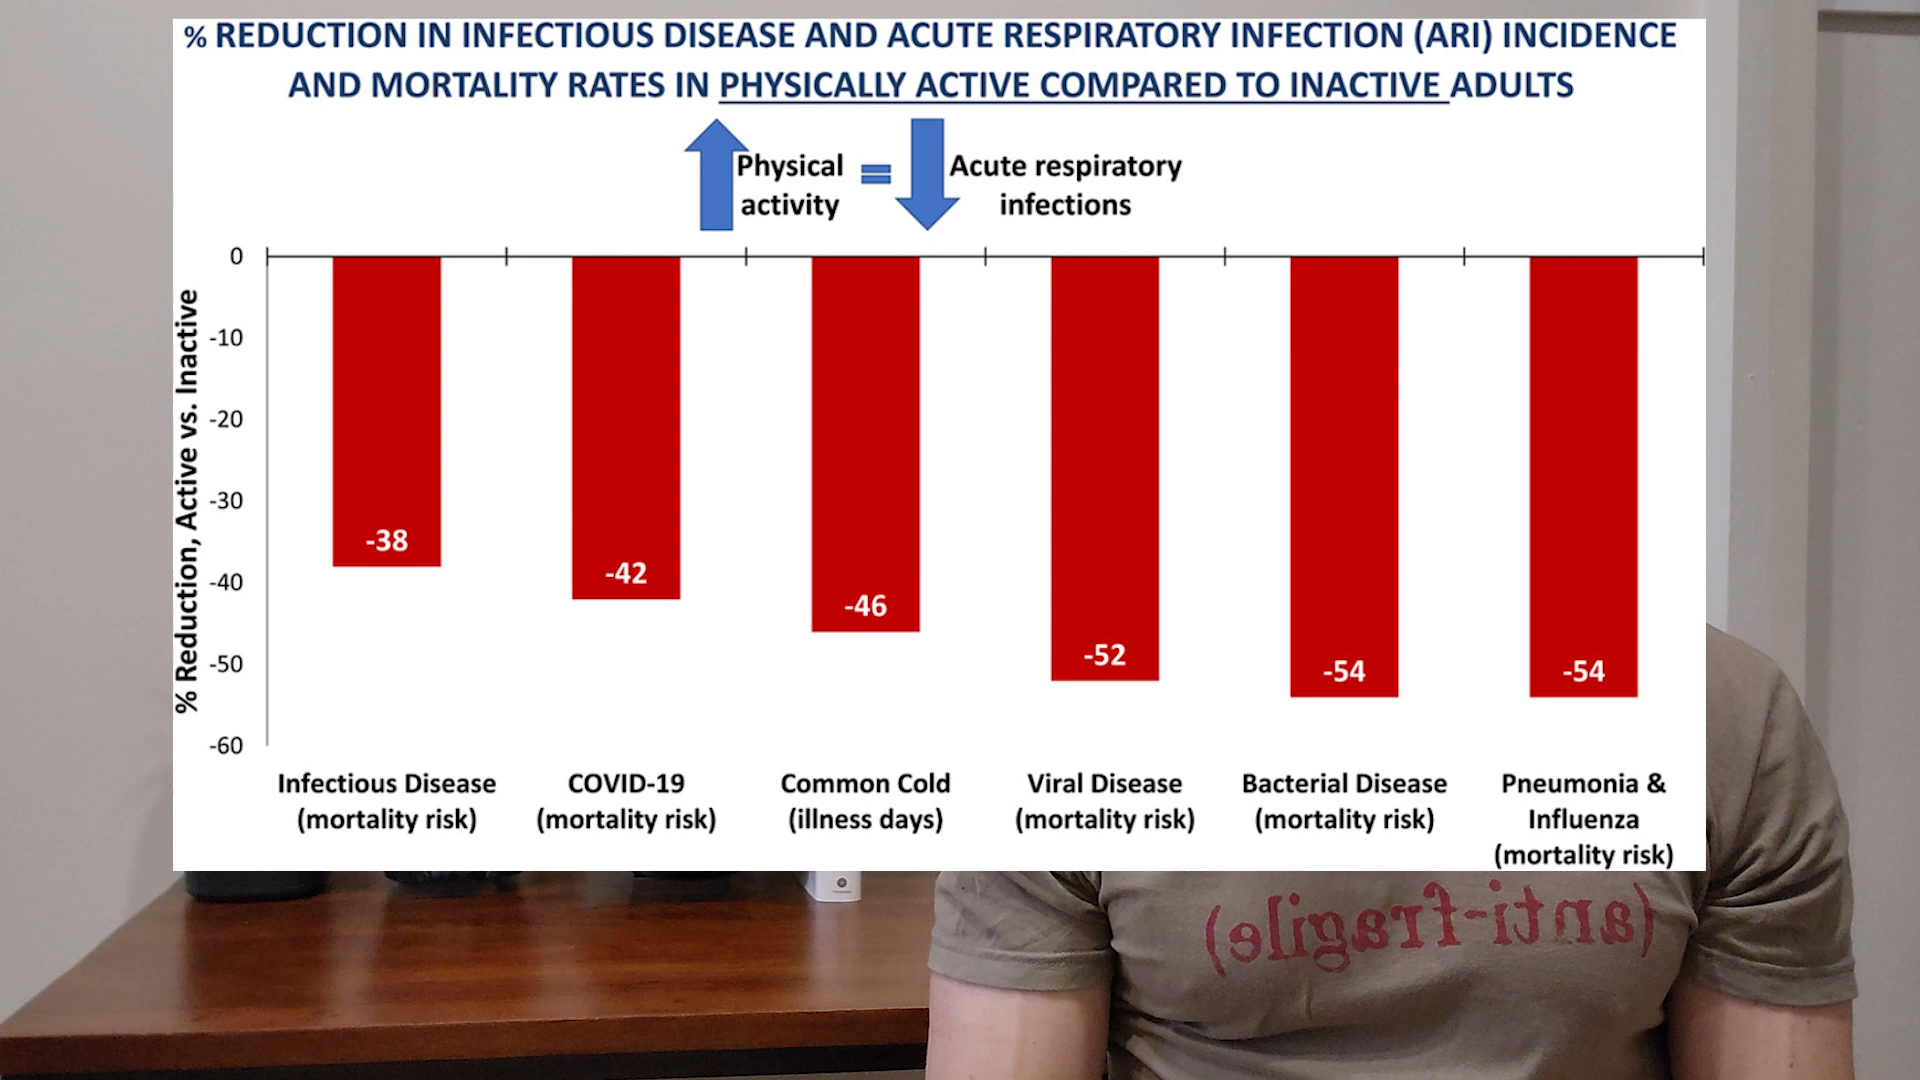 % REDUCTION IN INFECTIOUS DISEASE AND ACUTE RESPIRATORY INFECTION (ARI) INCIDENCE
AND MORTALITY RATES IN PHYSICALLY ACTIVE COMPARED TO INACTIVE ADULTS
Physical
activity
=
Acute respiratory
infections
% Reduction, Active vs. Inactive
0
-10
-20
-30
-40
-50
-60
-38
-42
-46
-52
-54
-54
Infectious Disease
(mortality risk)
COVID-19
(mortality risk)
Common Cold
(illness days)
Viral Disease
(mortality risk)
Bacterial Disease
(mortality risk)
Pneumonia &
Influenza
(mortality risk)
(anti-fragile)